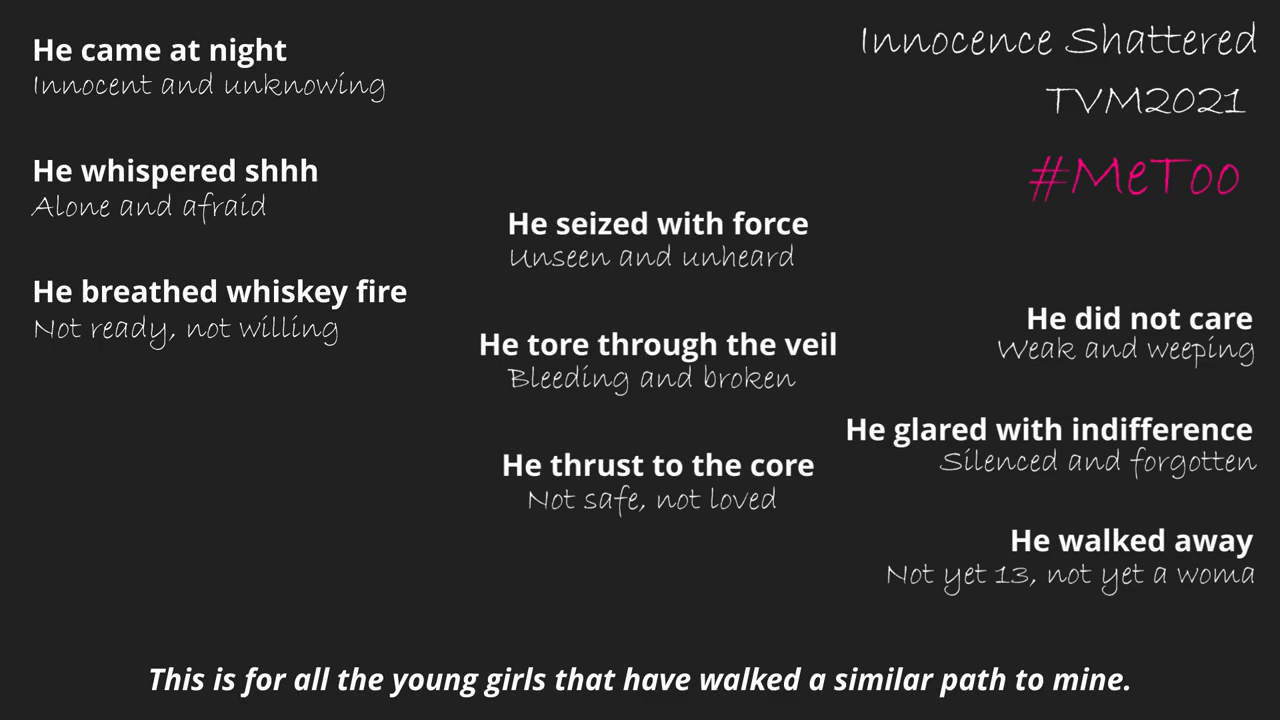 Innocence Shattered
TVM2021
#MeToo
He came at night
Innocent and unknowing
He whispered shhh
Alone and afraid
He breathed whiskey fire
Not ready, not willing
He seized with force
Unseen and unheard
He tore through the veil
Bleeding and broken
He thrust to the core
Not safe, not loved
He did not care
Weak and weeping
He glared with indifference
Silenced and forgotten
He walked away
Not yet 13, not yet a woma
This is for all the young girls that have walked a similar path to mine.